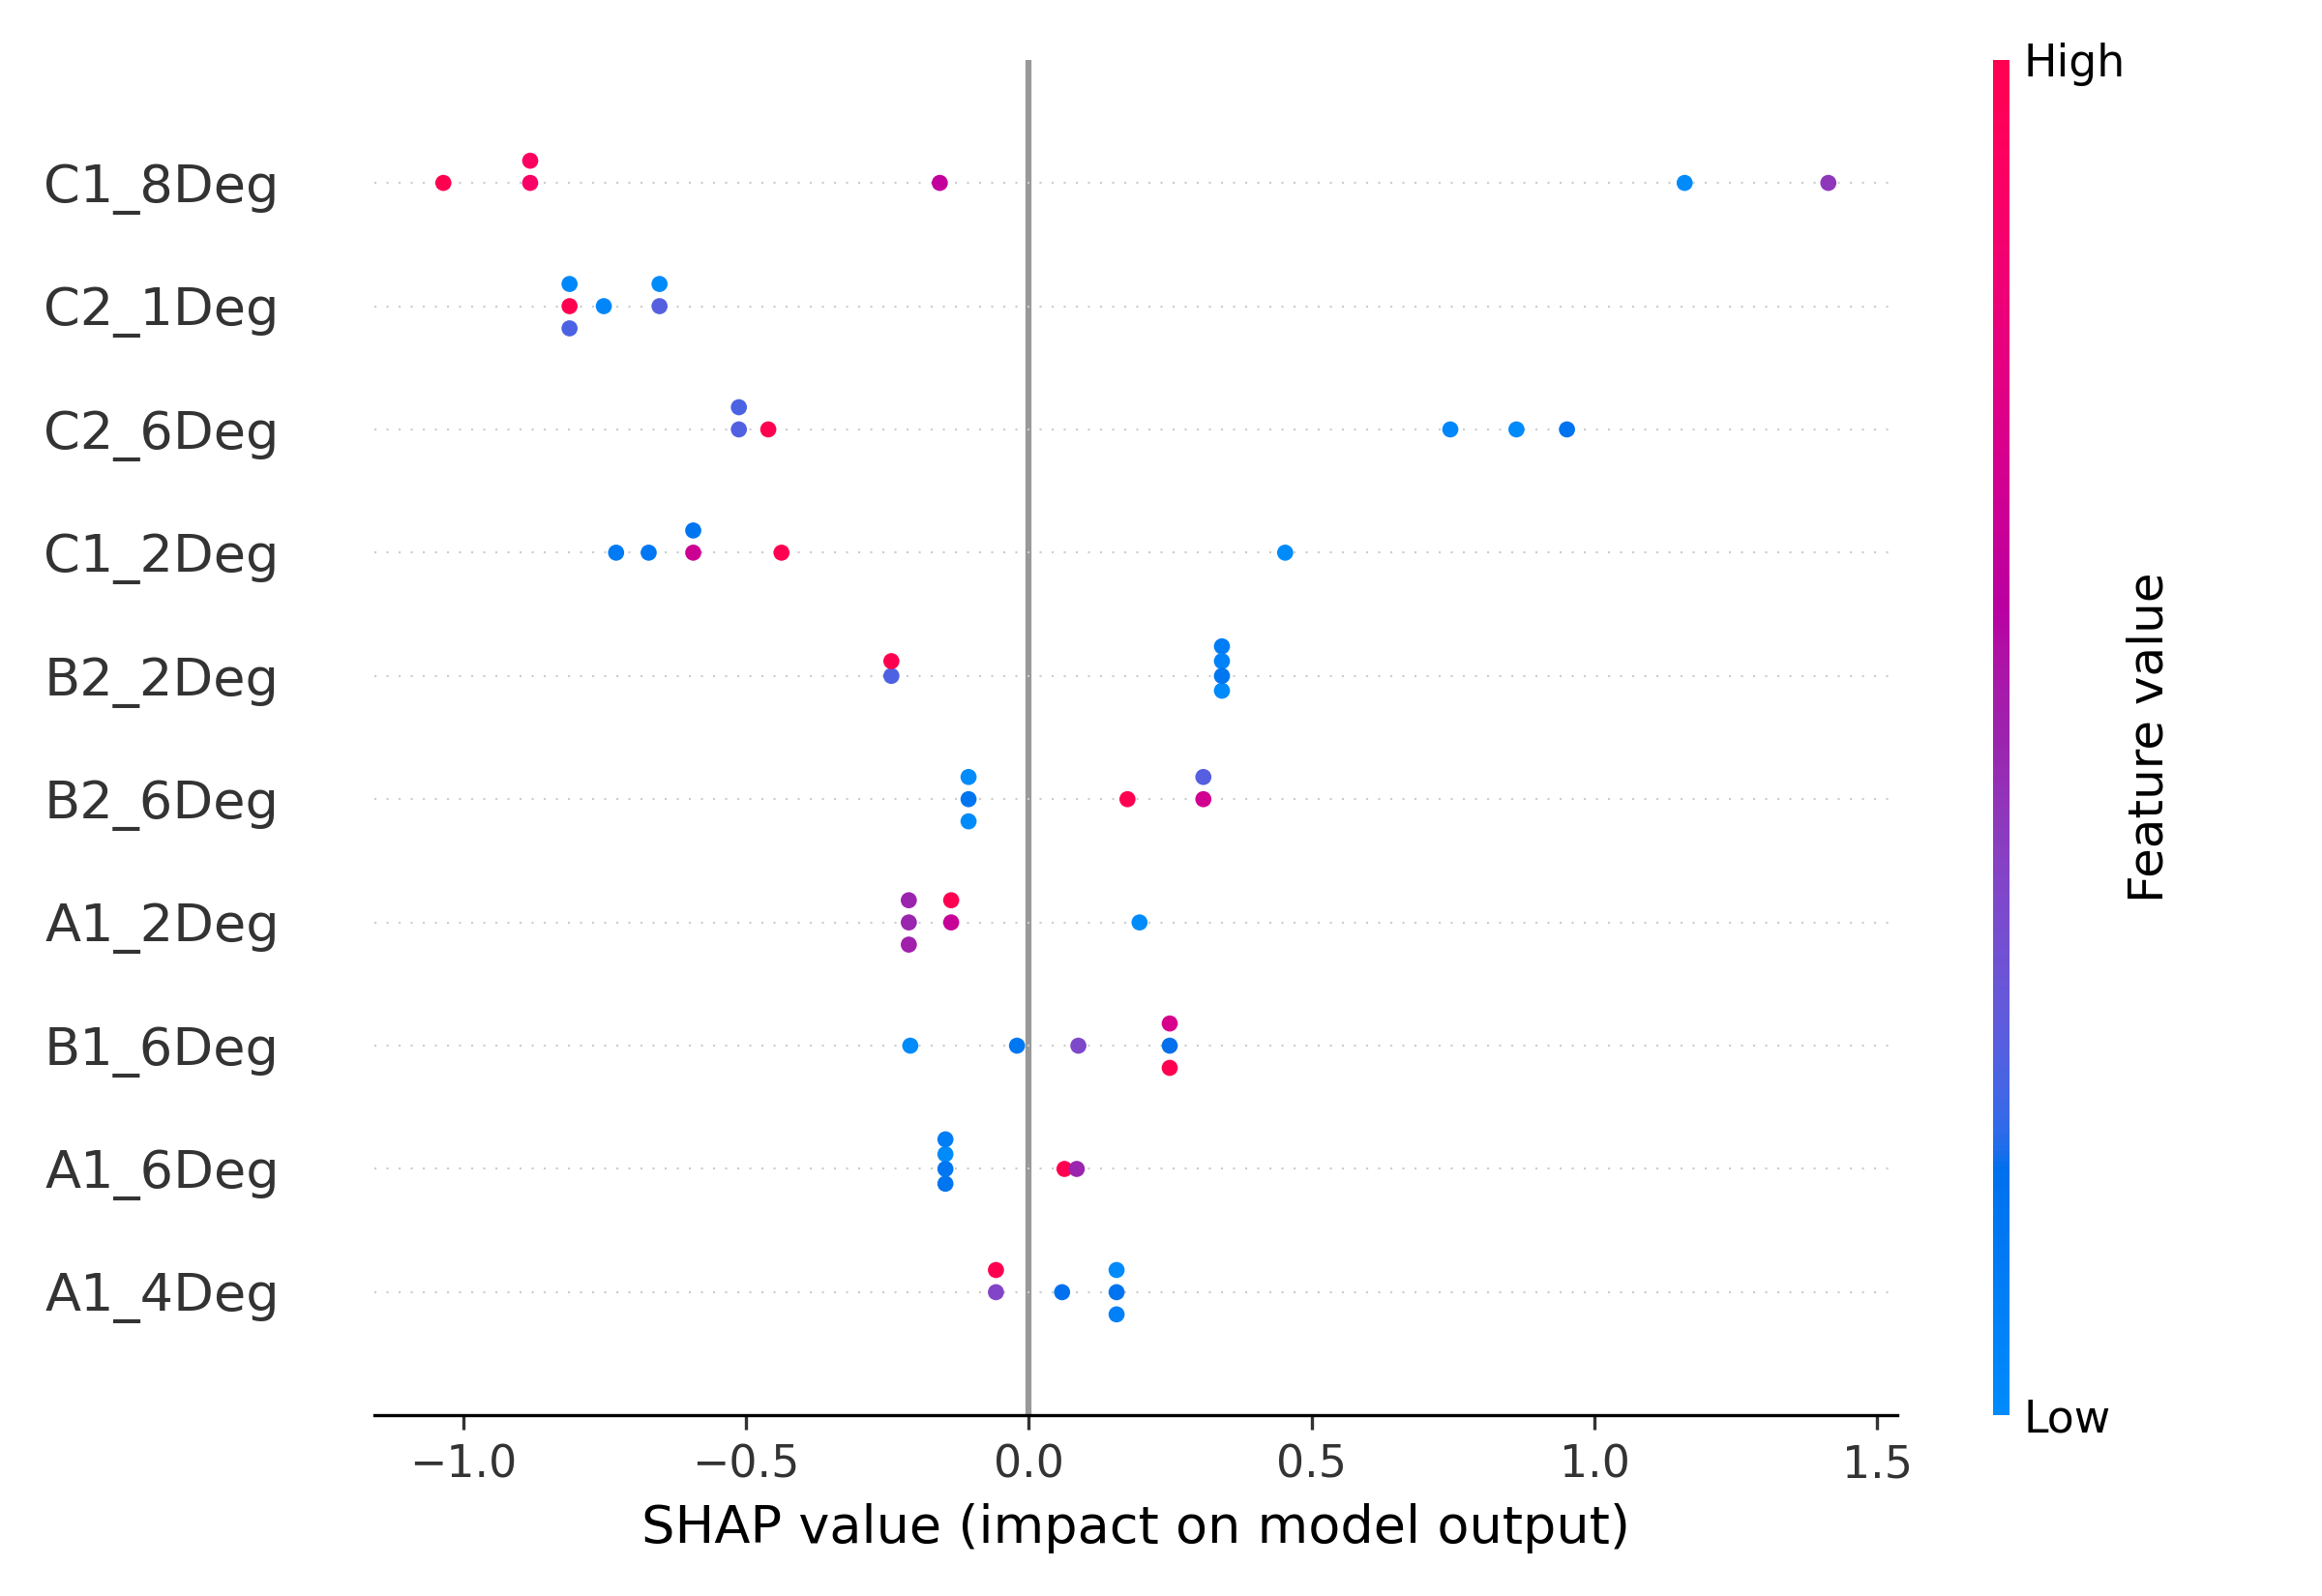 High
C1_8Deg
C2_1Deg
C2_6Deg
C1_2Deg
B2_2Deg
B2_6Deg
A1_2Deg
B1_6Deg
A1_6Deg
A1_4Deg
Feature value
Low
−1.0 −0.5 0.0 0.5 1.0 1.5
SHAP value (impact on model output)